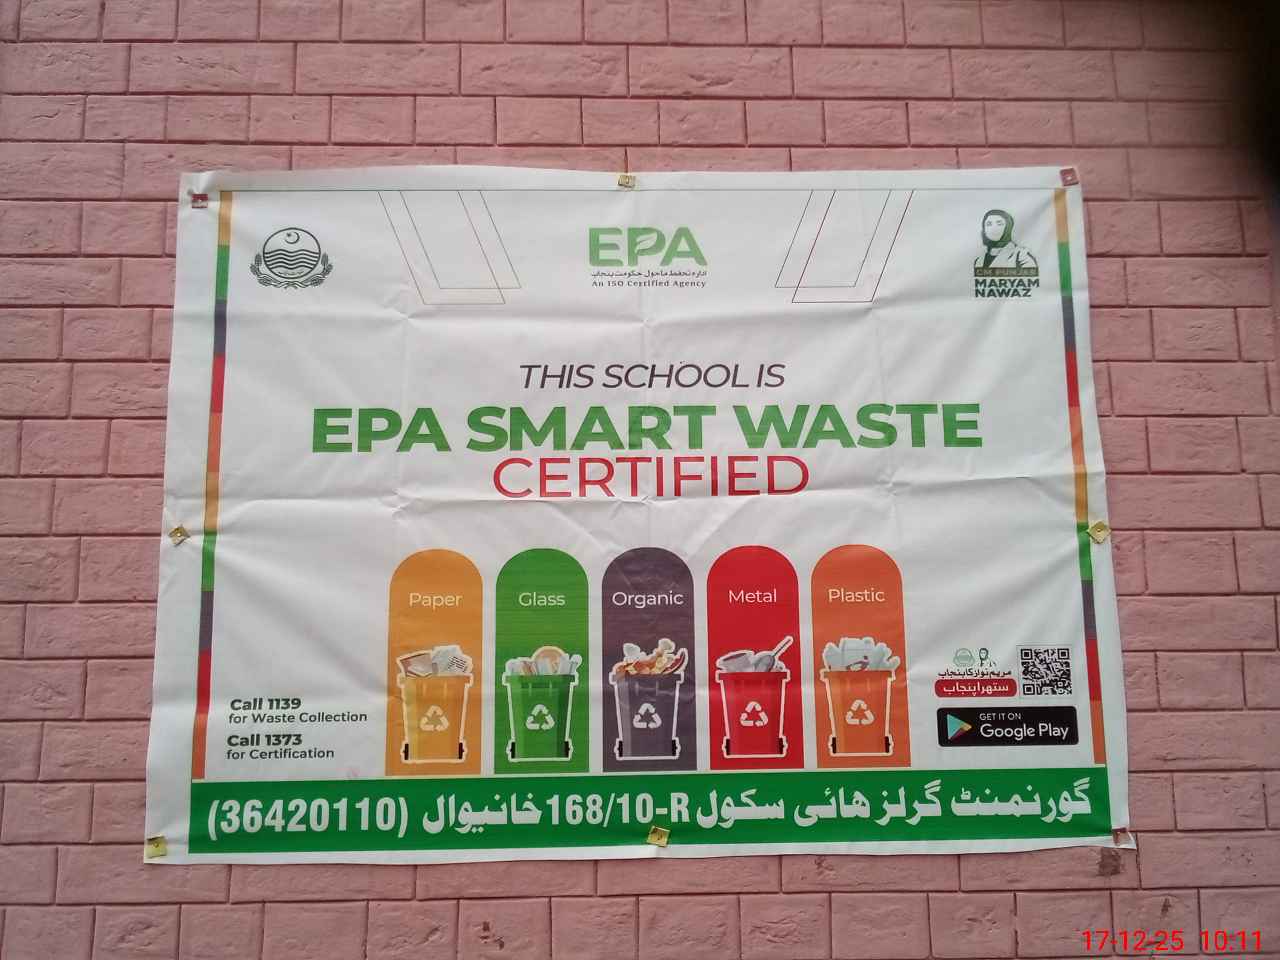 EPA
ادارہ تحفظ ماحول حکومت پنجاب
An ISO Certified Agency
CM PUNJAB
MARYAM
NAWAZ
THIS SCHOOL IS
EPA SMART WASTE
CERTIFIED
Paper
Glass
Organic
Metal
Plastic
Call 1139
for Waste Collection
Call 1373
for Certification
مریم نواز کا پنجاب
ستھرا پنجاب
GET IT ON
Google Play
گورنمنٹ گرلز ھائی سکول 168/10-R خانیوال (36420110)
17-12-25 10:11